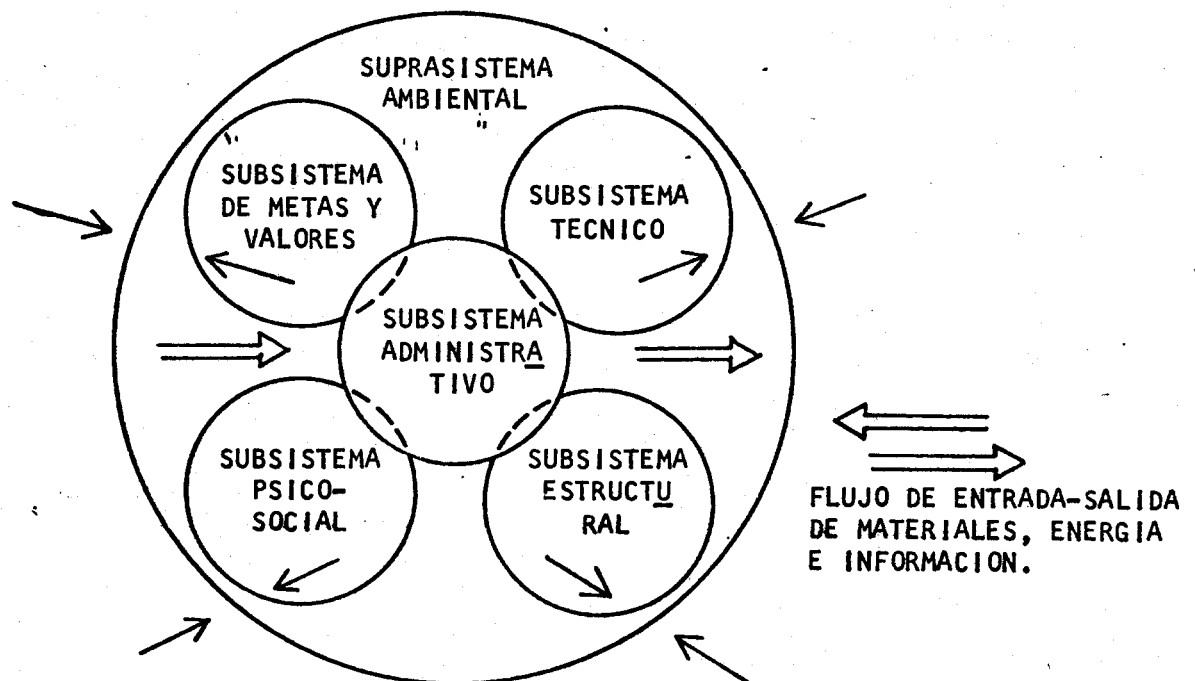 SUPRASISTEMA
AMBIENTAL
SUBSISTEMA
DE METAS Y
VALORES
SUBSISTEMA
TECNICO
SUBSISTEMA
ADMINISTRA
TIVO
SUBSISTEMA
PSICO-
SOCIAL
SUBSISTEMA
ESTRUCTU
RAL
FLUJO DE ENTRADA-SALIDA
DE MATERIALES, ENERGIA
E INFORMACION.